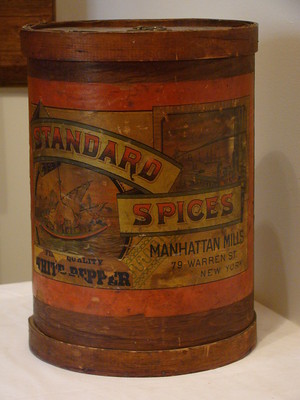 STANDARD
SPICES
QUALITY
WHITE PEPPER
MANHATTAN MILLS
79 WARREN ST.
NEW YORK